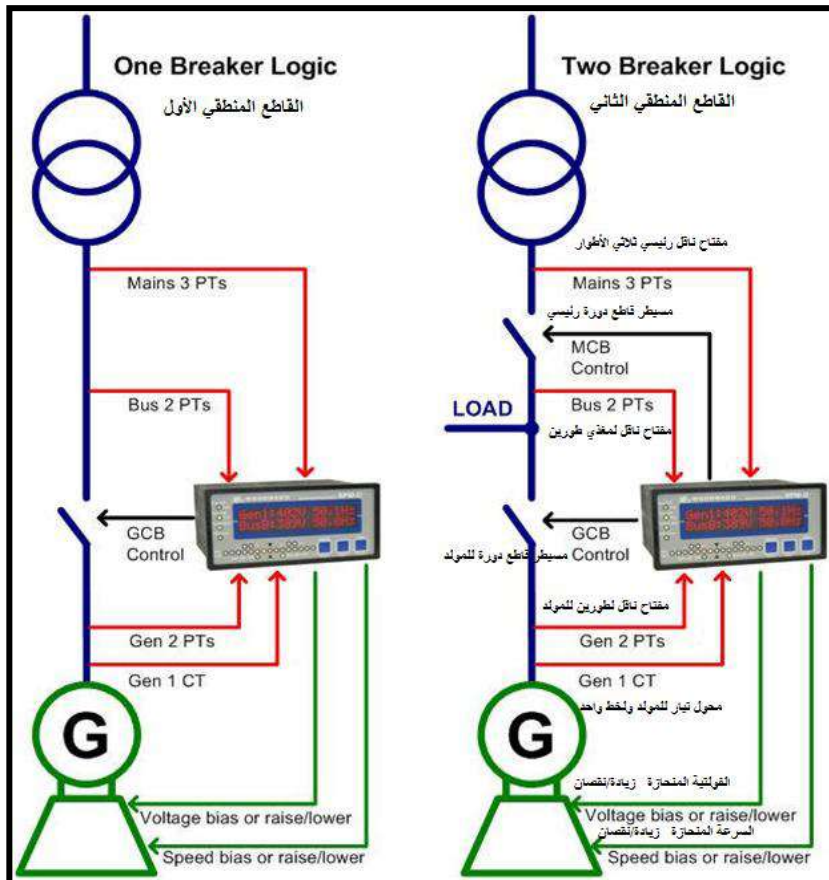 One Breaker Logic
القاطع المنطقي الأول
Mains 3 PTs
Bus 2 PTs
GCB
Control
Gen 2 PTs
Gen 1 CT
G
Voltage bias or raise/lower
Speed bias or raise/lower
Two Breaker Logic
القاطع المنطقي الثاني
مفتاح ناقل رئيسي ثلاثي الأطوار
Mains 3 PTs
مسيطر قاطع دورة رئيسي
MCB
Control
Bus 2 PTs
LOAD
مفتاح ناقل لمغذي طورين
GCB
Control
مسيطر قاطع دورة للمولد
مفتاح ناقل لطورين للمولد
Gen 2 PTs
Gen 1 CT
محول تيار للمولد ولخط واحد
G
الفولتية المنحازة زيادة/نقصان
Voltage bias or raise/lower
السرعة المنحازة زيادة/نقصان
Speed bias or raise/lower